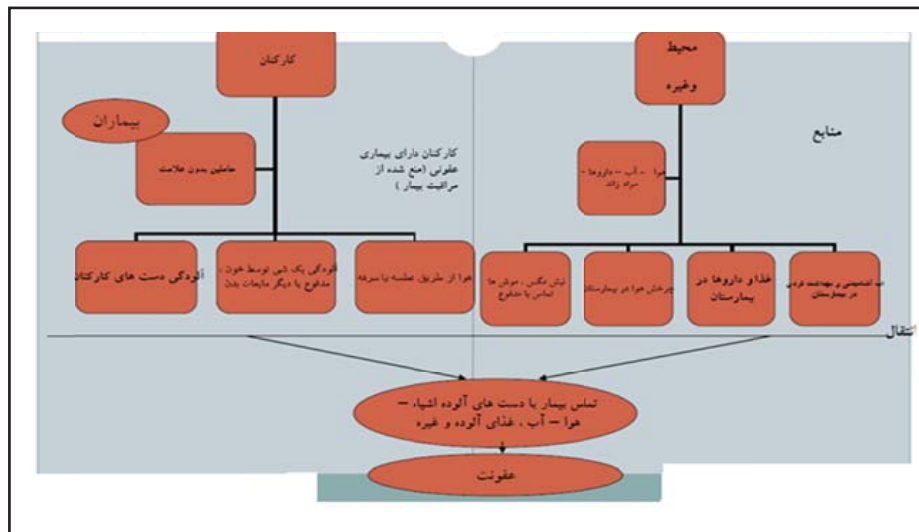 محیط
وغیره
منابع
هوا - آب - داروها -
آب آشامیدنی و بهداشت فردی
در بیمارستان
غذا و داروها در
بیمارستان
چرخش هوا در بیمارستان
نیش مگس ، موش ها
تماس با مدفوع
کارکنان
بیماران
حاملین بدون علامت
کارکنان دارای بیماری
عفونی (منع شده از
مراقبت بیمار )
هوا از طریق عطسه یا سرفه
آلودگی یک شی توسط خون ،
مدفوع یا دیگر مایعات بدن
آلودگی دست های کارکنان
انتقال
تماس بیمار با دست های آلوده اشیاء، –
هوا – آب ، غذای آلوده و غیره
عفونت